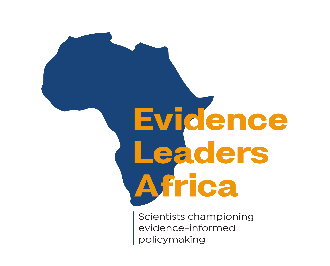 Evidence
Leaders
Africa
Scientists championing
evidence-informed
policymaking